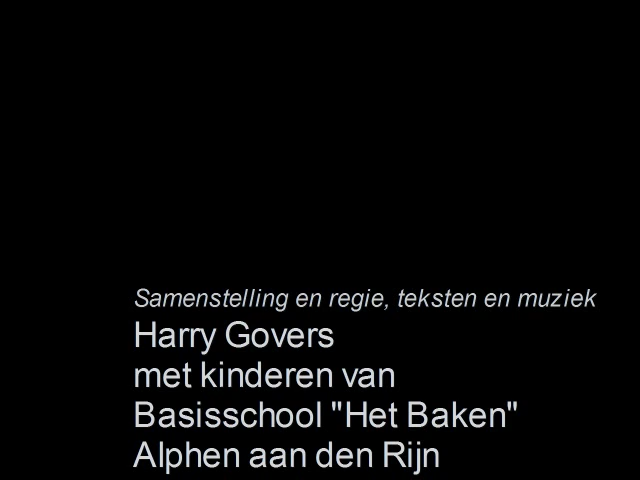 Samenstelling en regie, teksten en muziek
Harry Govers
met kinderen van
Basisschool "Het Baken"
Alphen aan den Rijn